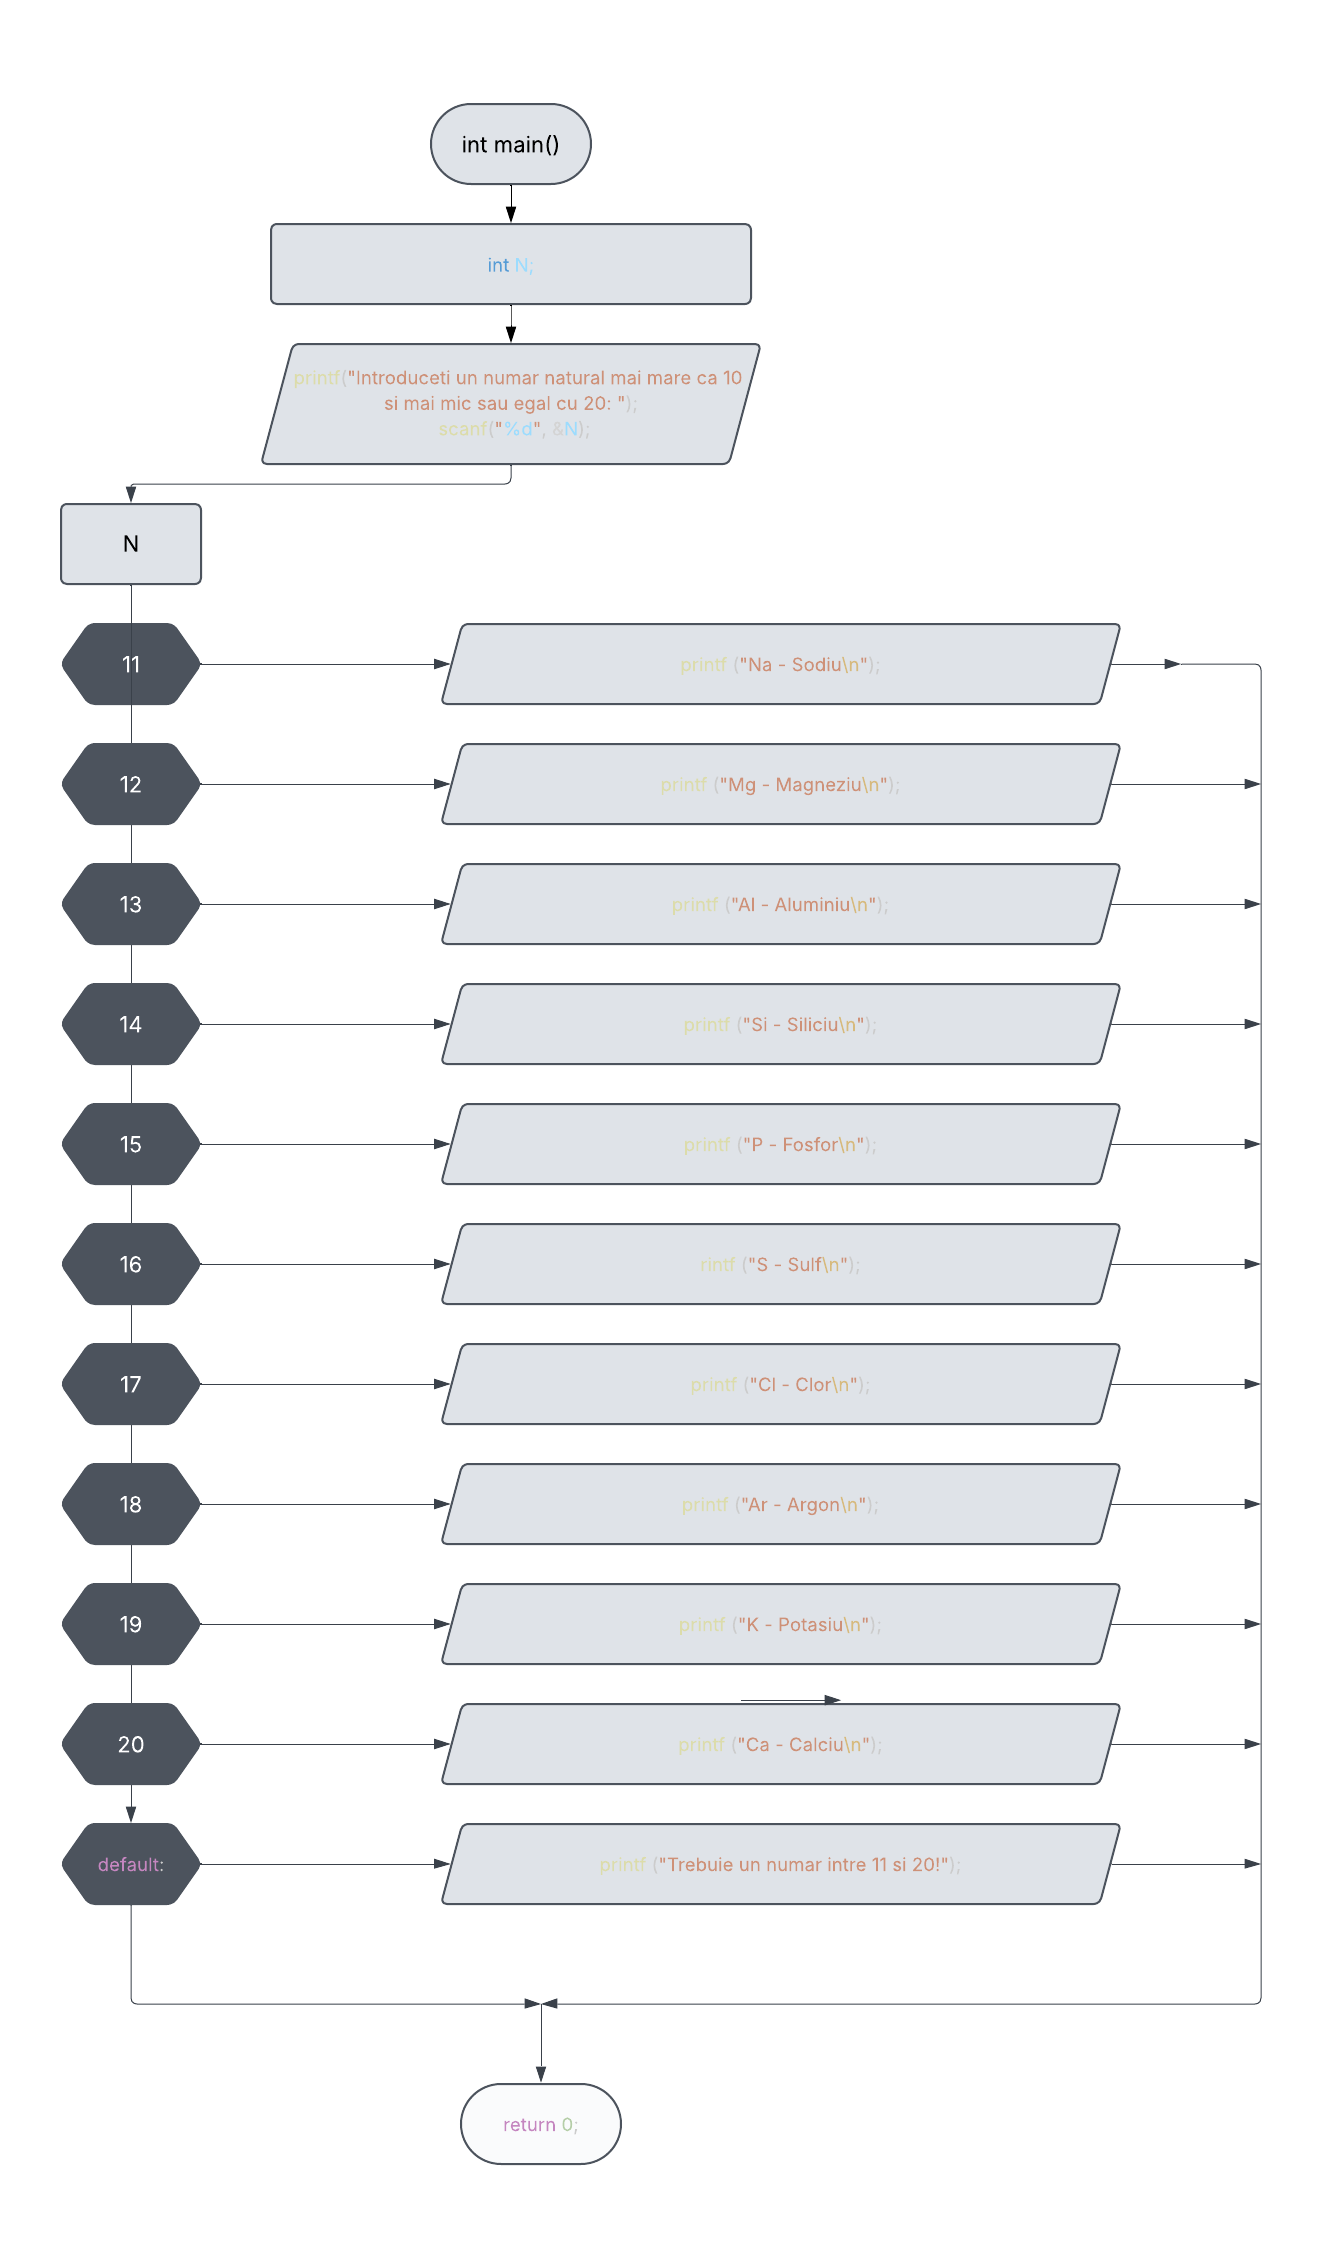 int main()
int N;
printf("Introduceti un numar natural mai mare ca 10
si mai mic sau egal cu 20: ");
scanf("%d", &N);
N
11
printf ("Na - Sodiu\n");
12
printf ("Mg - Magneziu\n");
13
printf ("Al - Aluminiu\n");
14
printf ("Si - Siliciu\n");
15
printf ("P - Fosfor\n");
16
rintf ("S - Sulf\n");
17
printf ("Cl - Clor\n");
18
printf ("Ar - Argon\n");
19
printf ("K - Potasiu\n");
20
printf ("Ca - Calciu\n");
default:
printf ("Trebuie un numar intre 11 si 20!");
return 0;